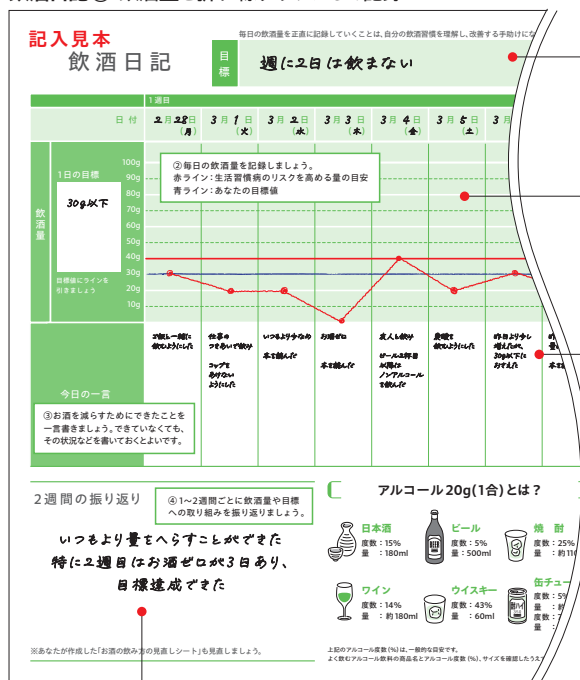 記入見本
飲酒日記
目標
毎日の飲酒量を正直に記録していくことは、自分の飲酒習慣を理解し、改善する手助けにな
週に2日は飲まない
1週目
日付
2月28日(月)
3月1日(火)
3月2日(水)
3月3日(木)
3月4日(金)
3月5日(土)
3月
飲酒量
1日の目標
30g以下
目標値にラインを
引きましょう
100g
90g
80g
70g
60g
50g
40g
30g
20g
10g
②毎日の飲酒量を記録しましょう。
赤ライン:生活習慣病のリスクを高める量の目安
青ライン:あなたの目標値
今日の一言
ご飯と一緒に
飲むようにした
仕事の
つきあいで飲み
コップを
あけない
ようにした
いつもより少なめ
本を読んだ
お酒ゼロ
本を読んだ
友人と飲み
ビール2杯目
以降は
ノンアルコール
を飲んだ
炭酸を
飲むようにした
昨日より少し
増えたが、
30g以下に
おさえた
③お酒を減らすためにできたことを
一言書きましょう。できていなくても、
その状況などを書いておくとよいです。
2週間の振り返り
④1〜2週間ごとに飲酒量や目標
への取り組みを振り返りましょう。
いつもより量をへらすことができた
特に2週目はお酒ゼロが3日あり、
目標達成できた
※あなたが作成した「お酒の飲み方の見直しシート」も見直しましょう。
アルコール20g(1合)とは?
日本酒
度数:15%
量:180ml
ビール
度数:5%
量:500ml
焼酎
度数:25%
量:約11
ワイン
度数:14%
量:約180ml
ウイスキー
度数:43%
量:60ml
缶チュー
度数:5%
量:約
度数:
量:
上記のアルコール度数(%)は、一般的な目安です。
よく飲むアルコール飲料の商品名とアルコール度数(%)、サイズを確認したうえ